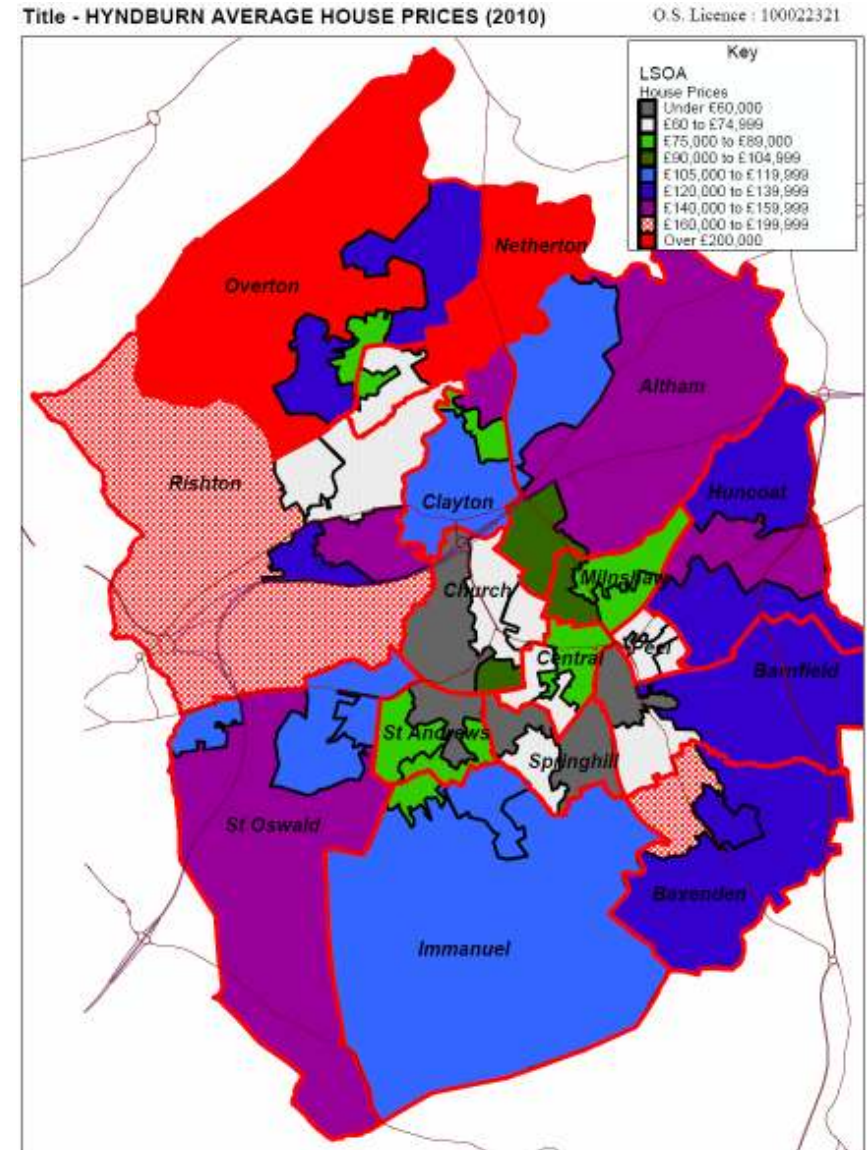 Title - HYNDBURN AVERAGE HOUSE PRICES (2010)
O.S. Licence : 100022321
Key
LSOA
House Prices
Under £60,000
£60 to £74,999
£75,000 to £89,000
£90,000 to £104,999
£105,000 to £119,999
£120,000 to £139,999
£140,000 to £159,999
£160,000 to £199,999
Over £200,000
Netherton
Overton
Altham
Rishton
Huncoat
Clayton
Milnshaw
Church
Peel
Central
Barnfield
St Andrews
Springhill
St Oswald
Baxenden
Immanuel